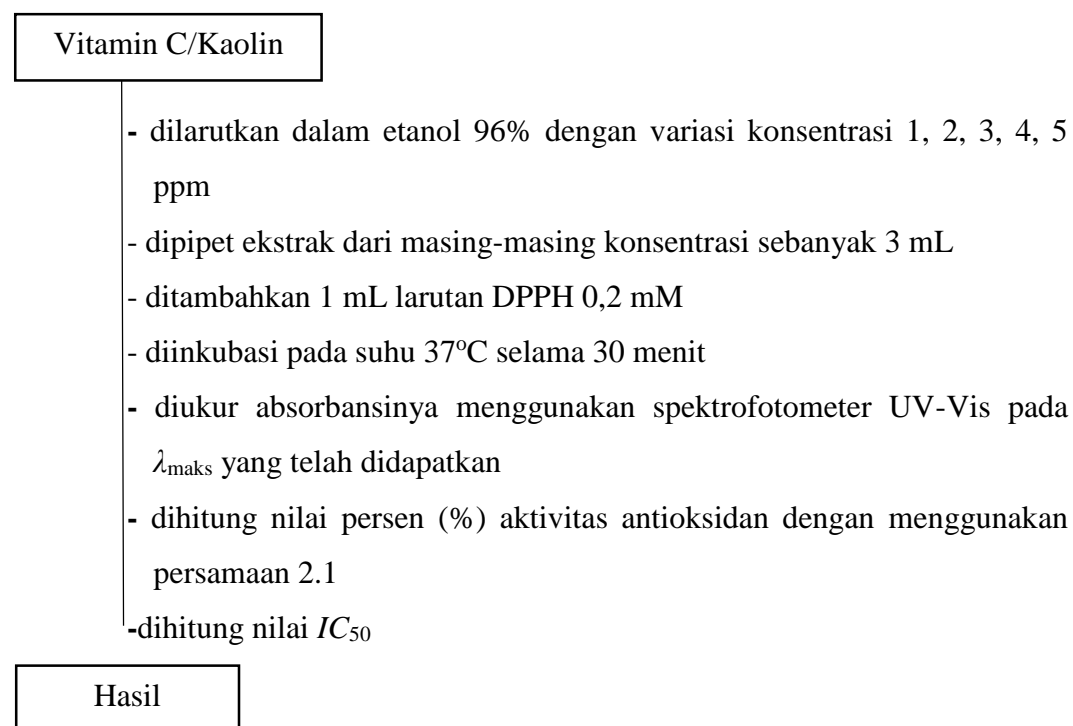 Vitamin C/Kaolin
- dilarutkan dalam etanol 96% dengan variasi konsentrasi 1, 2, 3, 4, 5
ppm
- dipipet ekstrak dari masing-masing konsentrasi sebanyak 3 mL
- ditambahkan 1 mL larutan DPPH 0,2 mM
- diinkubasi pada suhu 37°C selama 30 menit
- diukur absorbansinya menggunakan spektrofotometer UV-Vis pada
λmaks yang telah didapatkan
- dihitung nilai persen (%) aktivitas antioksidan dengan menggunakan
persamaan 2.1
-dihitung nilai IC50
Hasil